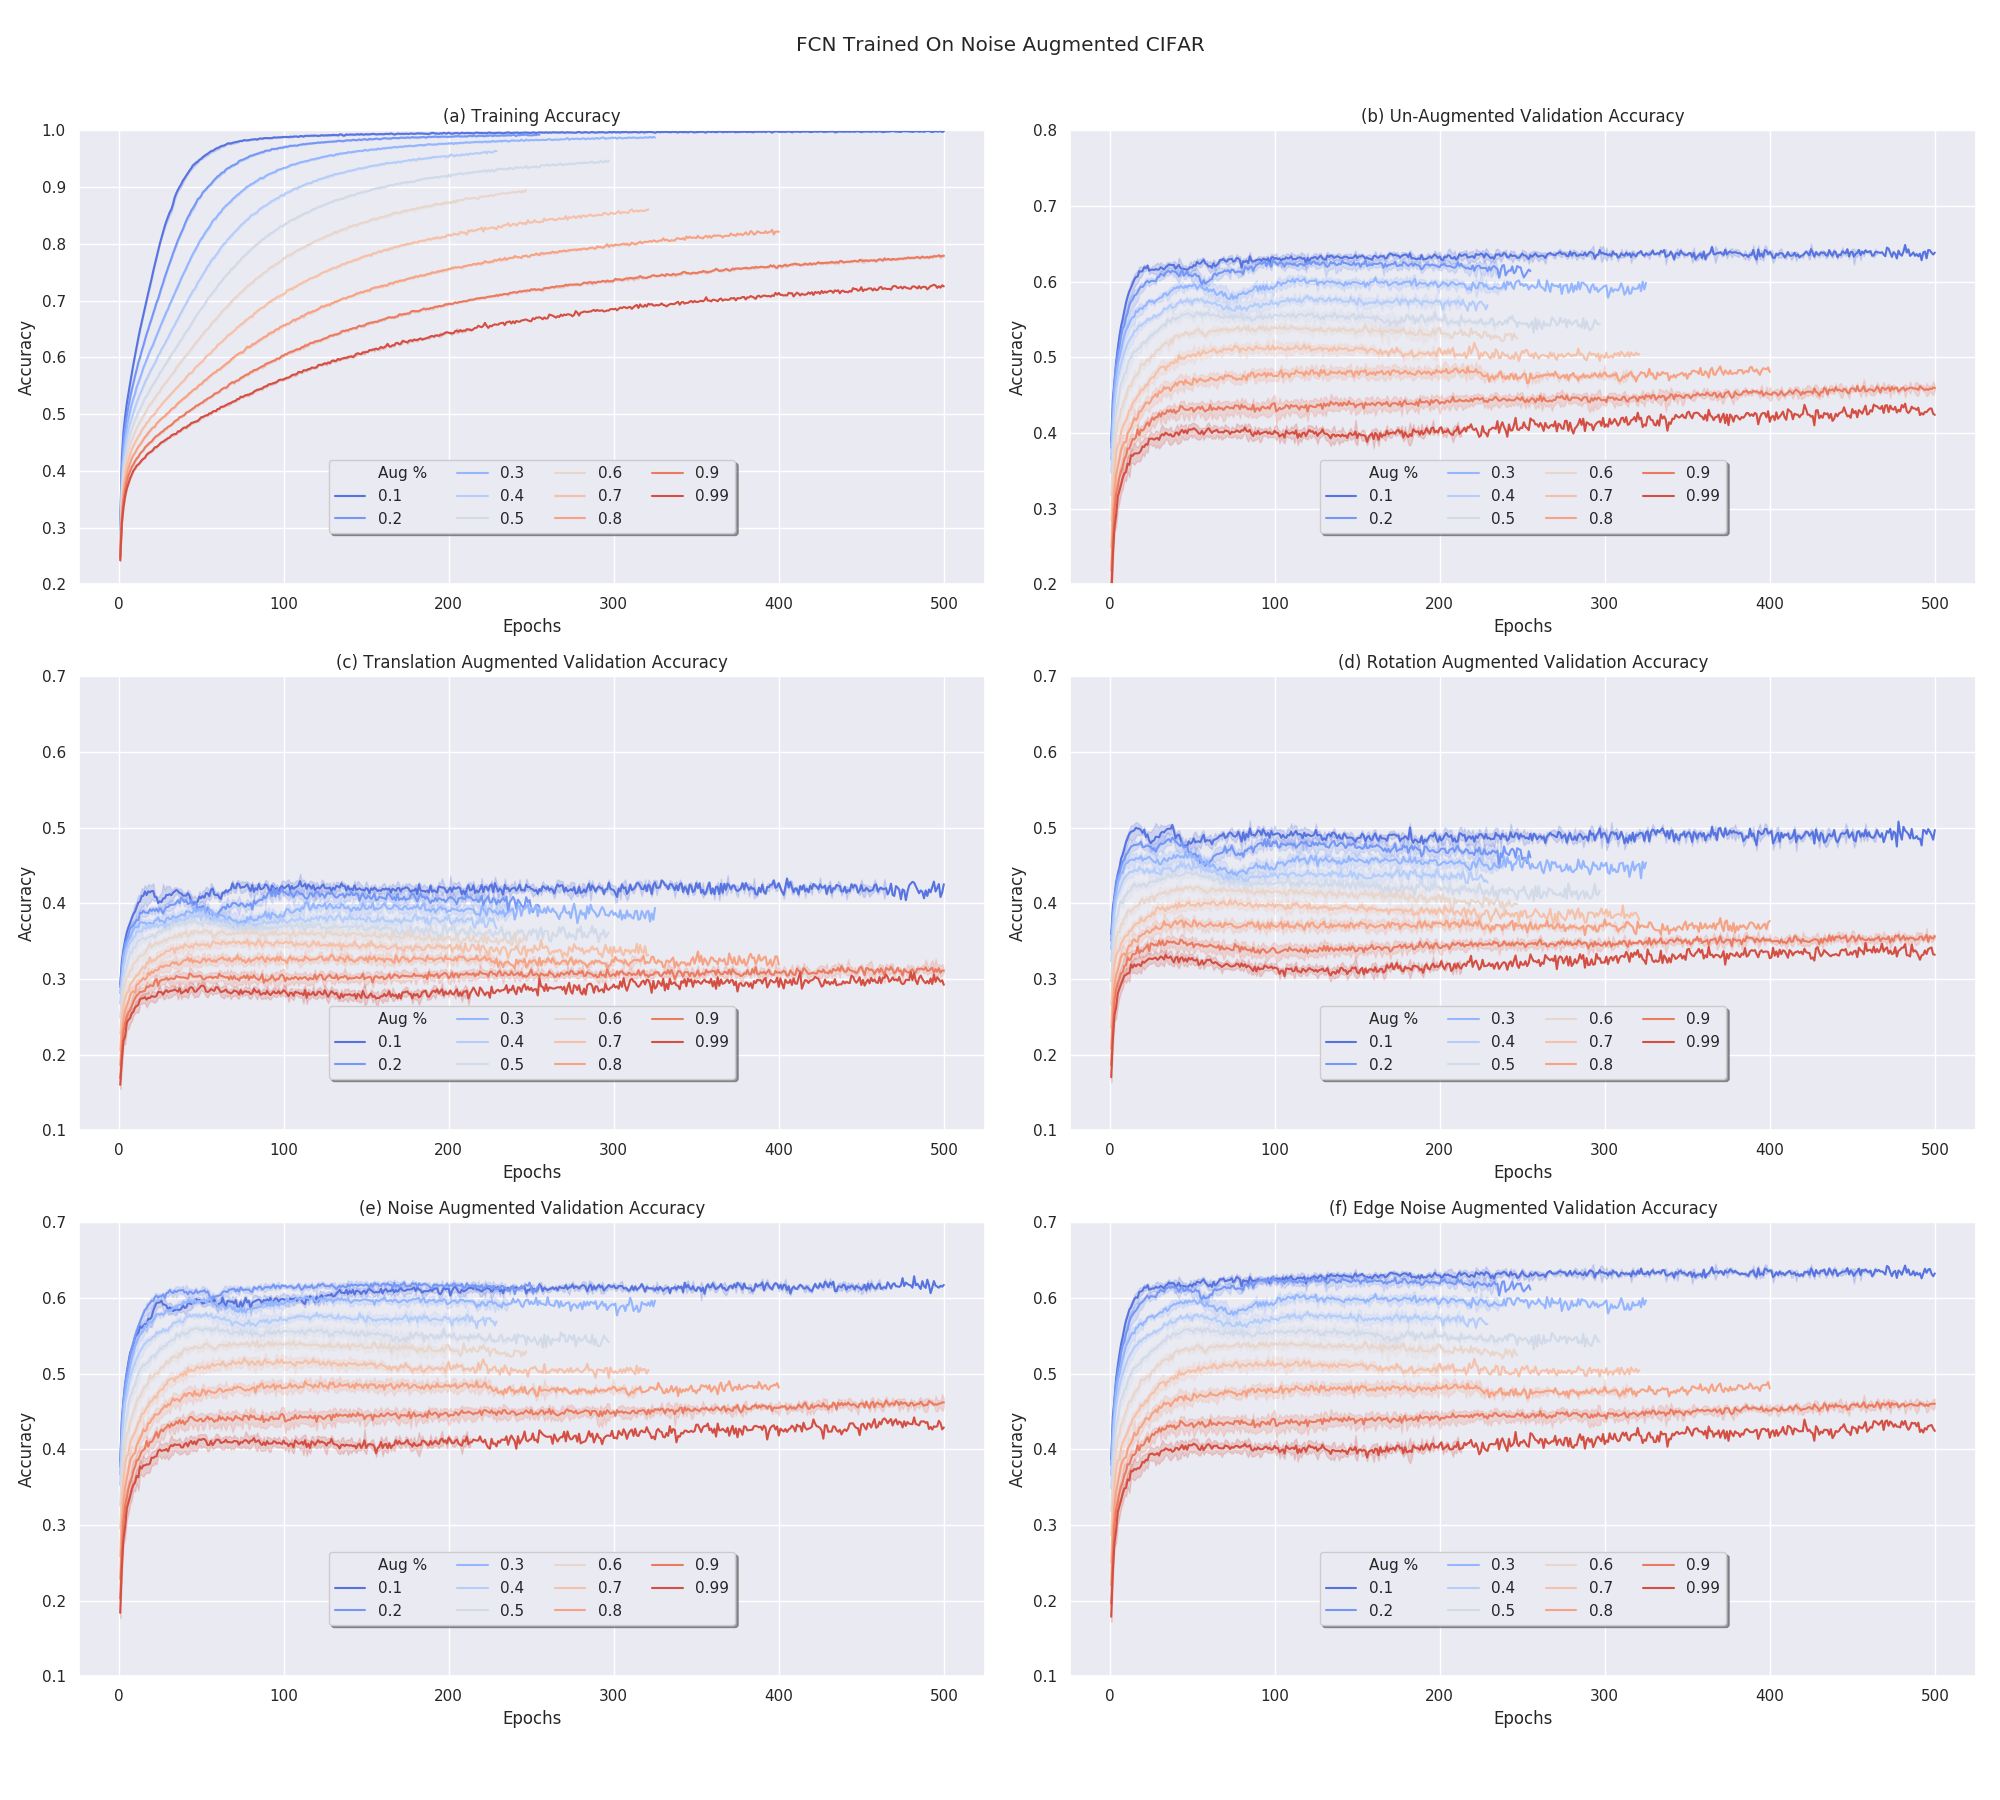 FCN Trained On Noise Augmented CIFAR
(a) Training Accuracy
1.0
0.9
0.8
0.7
0.6
0.5
0.4
0.3
0.2
Accuracy
Aug % 0.3 0.6 0.9
0.1 0.4 0.7 0.99
0.2 0.5 0.8
0 100 200 300 400 500
Epochs
(b) Un-Augmented Validation Accuracy
0.8
0.7
0.6
0.5
0.4
0.3
0.2
Accuracy
Aug % 0.3 0.6 0.9
0.1 0.4 0.7 0.99
0.2 0.5 0.8
0 100 200 300 400 500
Epochs
(c) Translation Augmented Validation Accuracy
0.7
0.6
0.5
0.4
0.3
0.2
0.1
Accuracy
Aug % 0.3 0.6 0.9
0.1 0.4 0.7 0.99
0.2 0.5 0.8
0 100 200 300 400 500
Epochs
(d) Rotation Augmented Validation Accuracy
0.7
0.6
0.5
0.4
0.3
0.2
0.1
Accuracy
Aug % 0.3 0.6 0.9
0.1 0.4 0.7 0.99
0.2 0.5 0.8
0 100 200 300 400 500
Epochs
(e) Noise Augmented Validation Accuracy
0.7
0.6
0.5
0.4
0.3
0.2
0.1
Accuracy
Aug % 0.3 0.6 0.9
0.1 0.4 0.7 0.99
0.2 0.5 0.8
0 100 200 300 400 500
Epochs
(f) Edge Noise Augmented Validation Accuracy
0.7
0.6
0.5
0.4
0.3
0.2
0.1
Accuracy
Aug % 0.3 0.6 0.9
0.1 0.4 0.7 0.99
0.2 0.5 0.8
0 100 200 300 400 500
Epochs